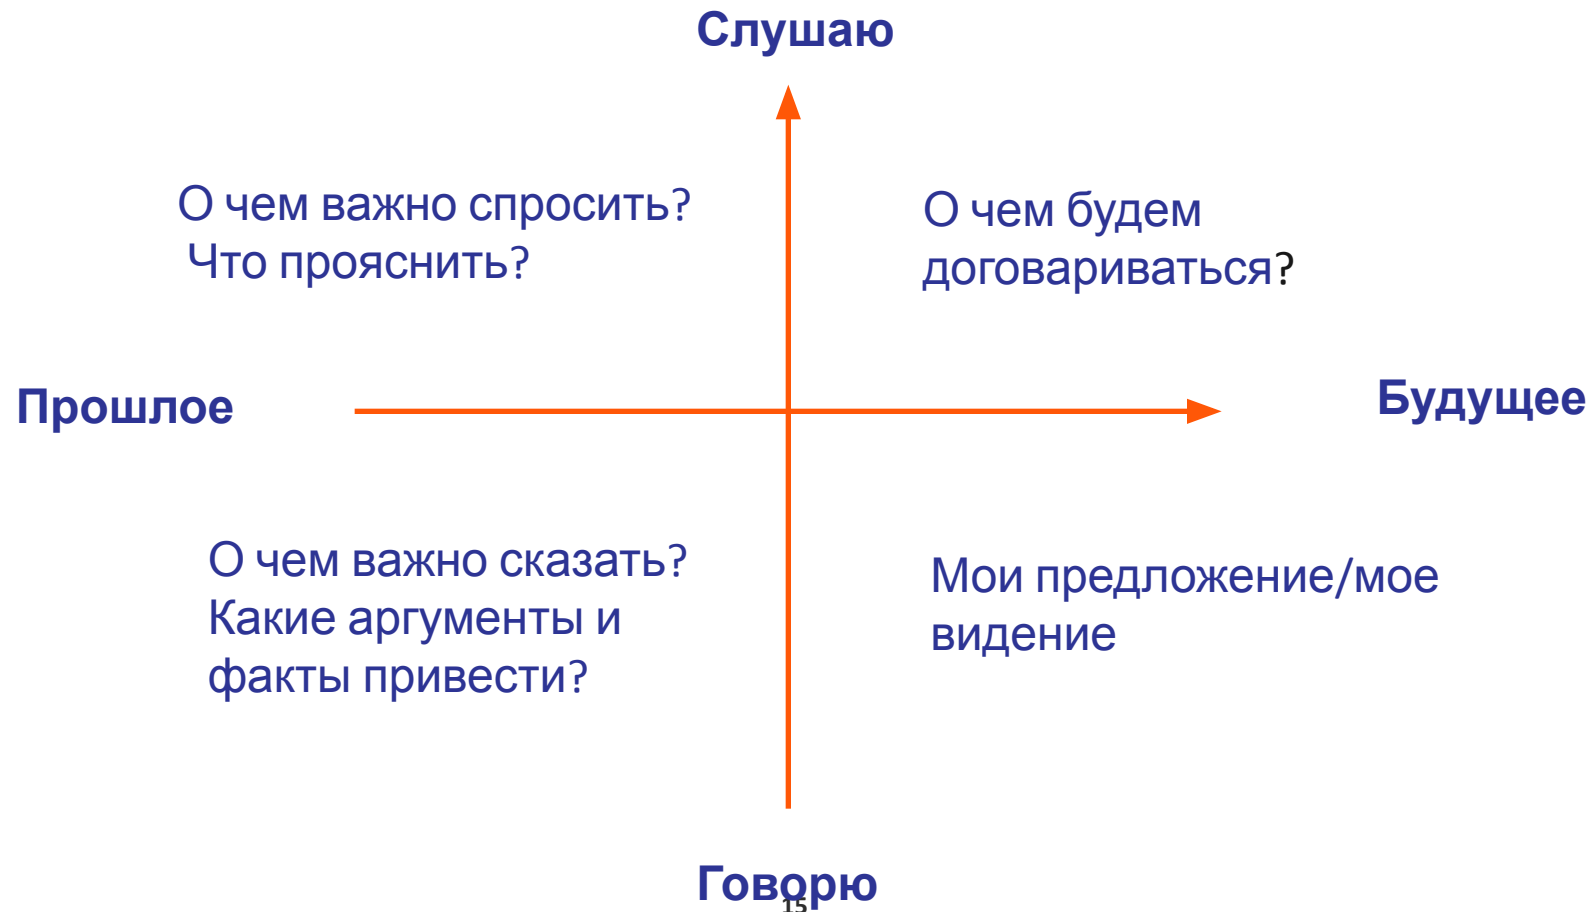 Слушаю
О чем важно спросить?
Что прояснить?
О чем будем
договариваться?
Прошлое
Будущее
О чем важно сказать?
Какие аргументы и
факты привести?
Мои предложение/мое
видение
Говорю
15